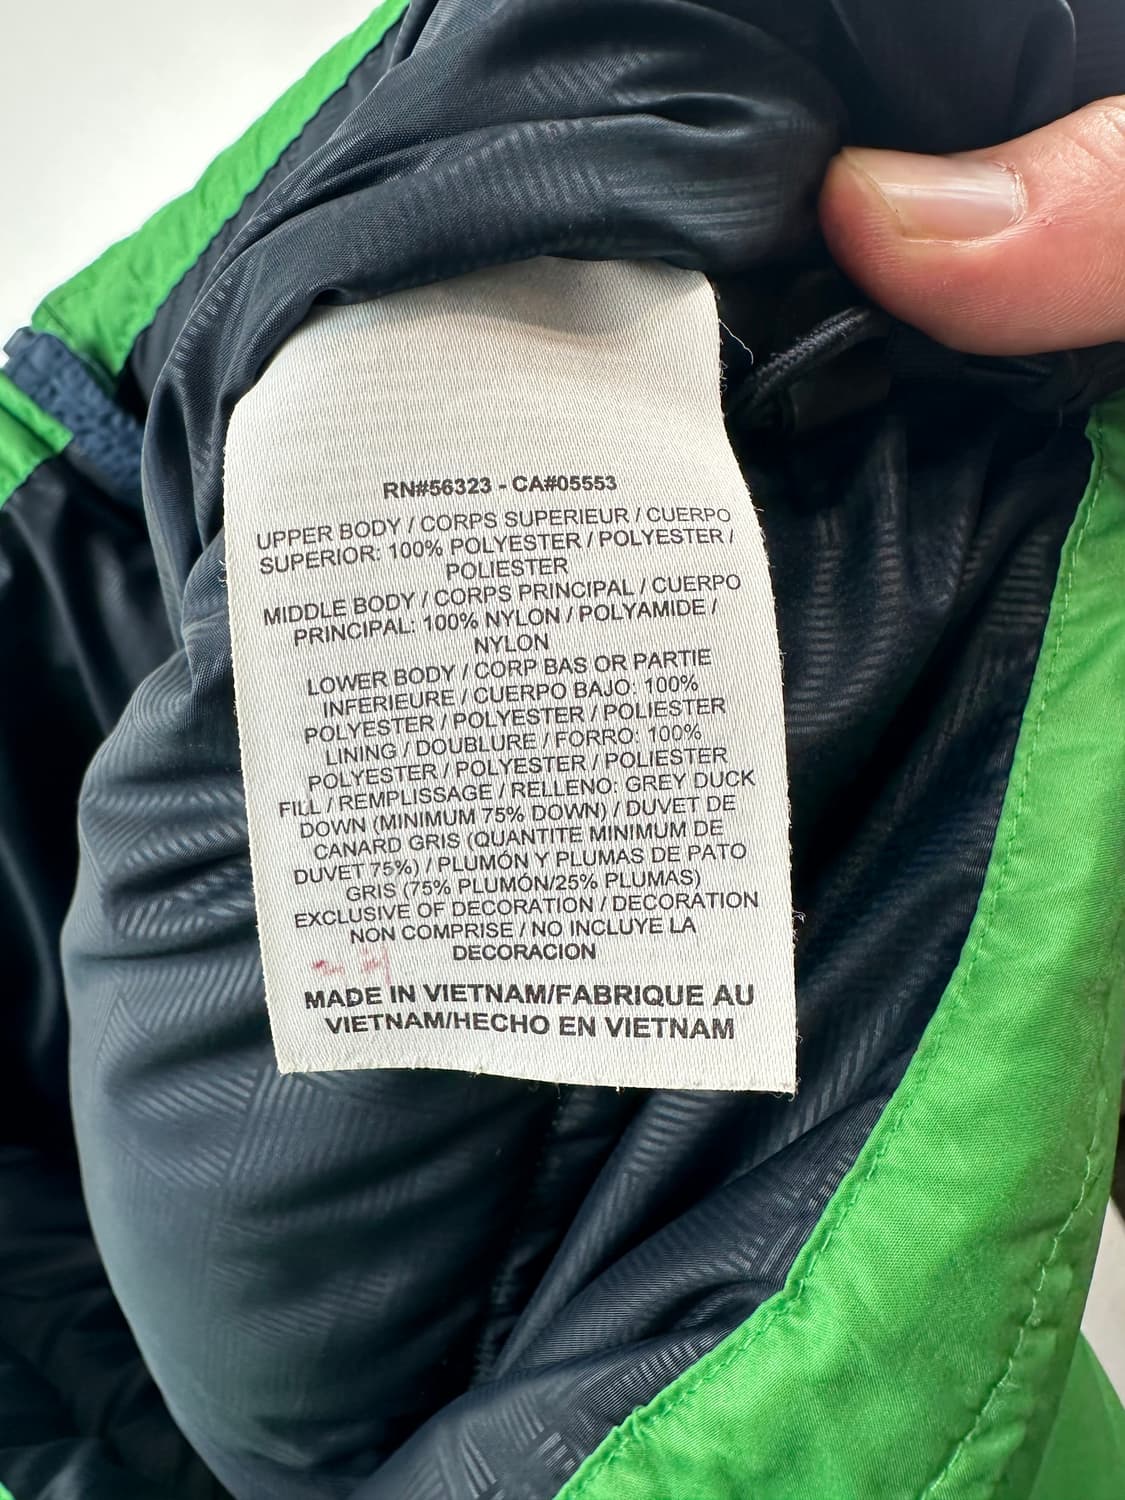 RN#56323 - CA#05553
UPPER BODY / CORPS SUPERIEUR / CUERPO
SUPERIOR: 100% POLYESTER / POLYESTER /
POLIESTER
MIDDLE BODY / CORPS PRINCIPAL / CUERPO
PRINCIPAL: 100% NYLON / POLYAMIDE /
NYLON
LOWER BODY / CORP BAS OR PARTIE
INFERIEURE / CUERPO BAJO: 100%
POLYESTER / POLYESTER / POLIESTER
LINING / DOUBLURE / FORRO: 100%
POLYESTER / POLYESTER / POLIESTER
FILL / REMPLISSAGE / RELLENO: GREY DUCK
DOWN (MINIMUM 75% DOWN) / DUVET DE
CANARD GRIS (QUANTITE MINIMUM DE
DUVET 75%) / PLUMÓN Y PLUMAS DE PATO
GRIS (75% PLUMÓN/25% PLUMAS)
EXCLUSIVE OF DECORATION / DECORATION
NON COMPRISE / NO INCLUYE LA
DECORACION
MADE IN VIETNAM/FABRIQUE AU
VIETNAM/HECHO EN VIETNAM